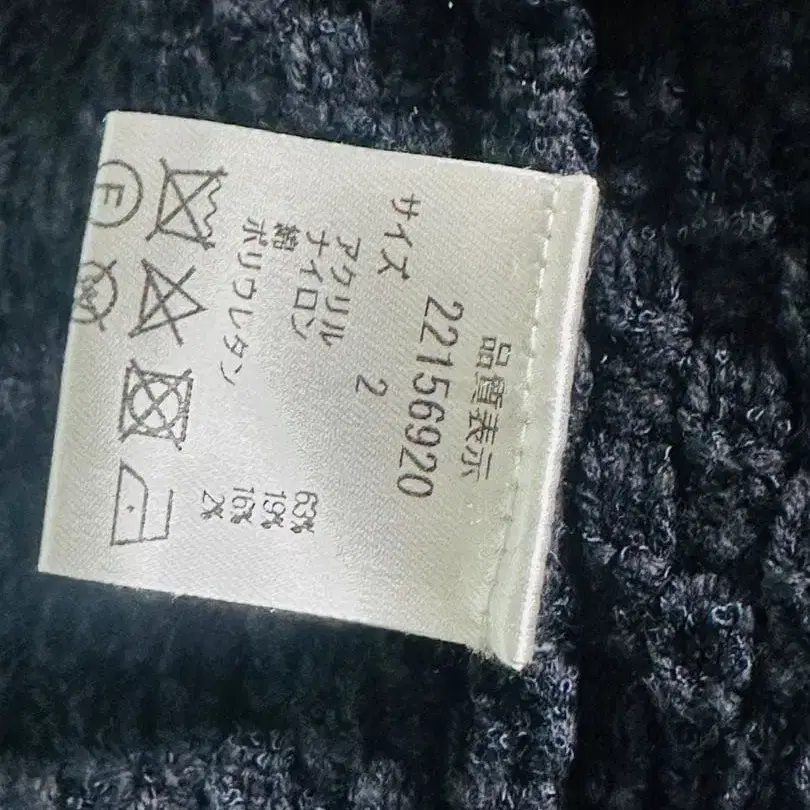 品質表示
22156920
サイズ 2
アクリル 63%
ナイロン 19%
綿 16%
ポリウレタン 2%
F
W